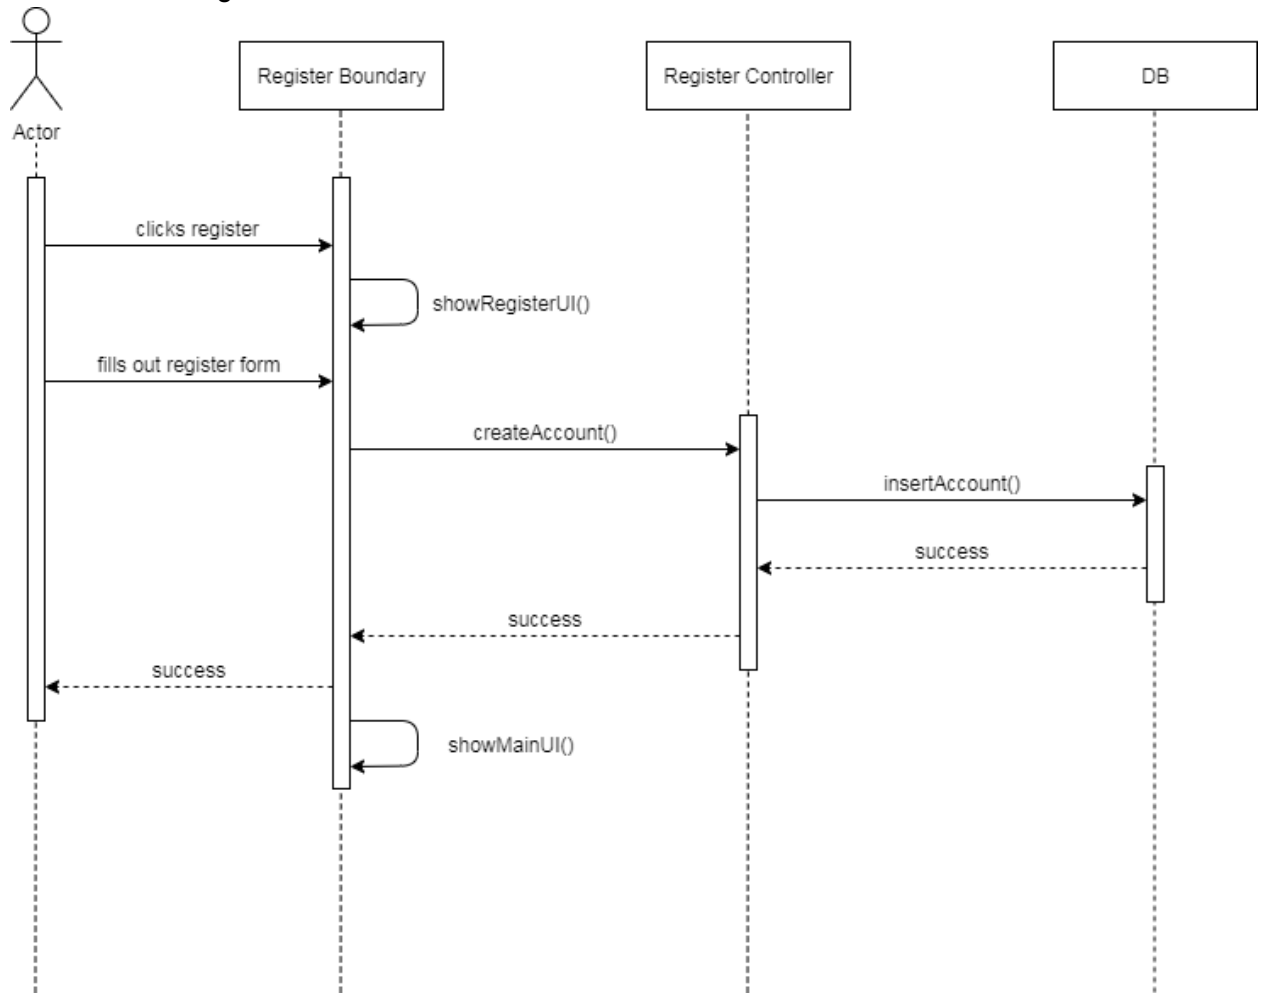 Register Boundary
Register Controller
DB
Actor
clicks register
showRegisterUI()
fills out register form
createAccount()
insertAccount()
success
success
success
showMainUI()